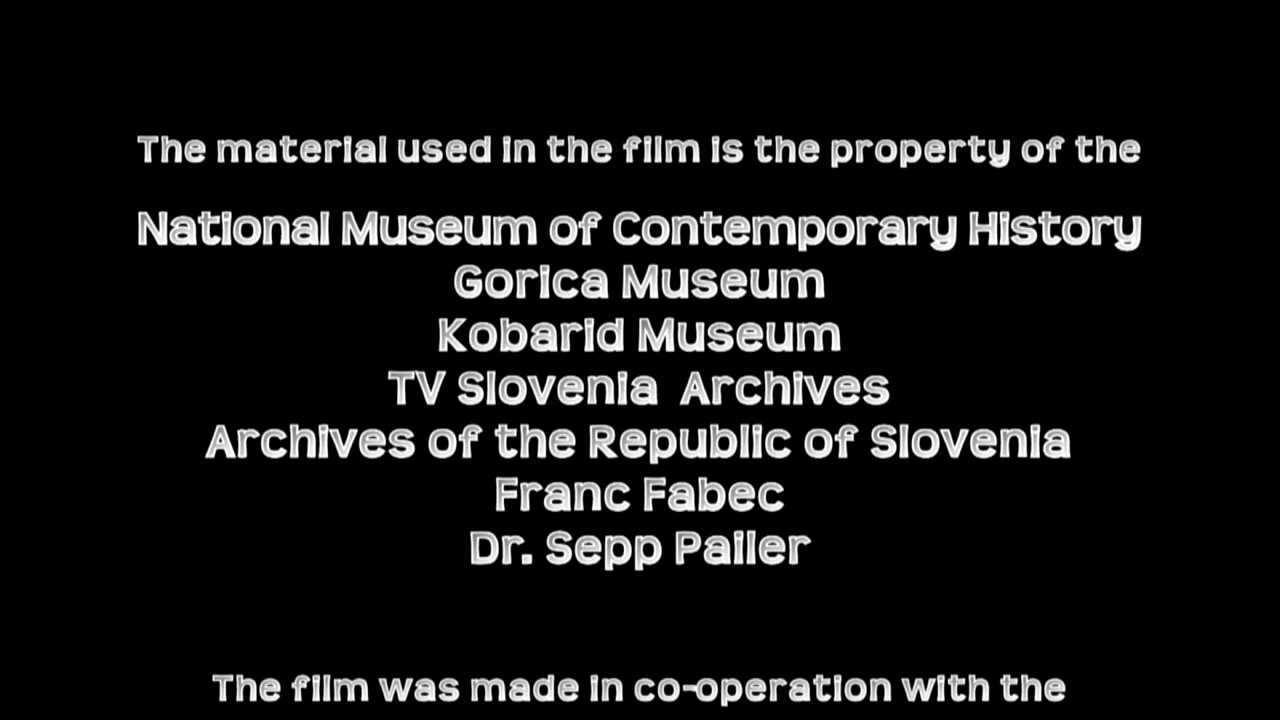 The material used in the film is the property of the
National Museum of Contemporary History
Gorica Museum
Kobarid Museum
TV Slovenia Archives
Archives of the Republic of Slovenia
Franc Fabec
Dr. Sepp Pailer
The film was made in co-operation with the